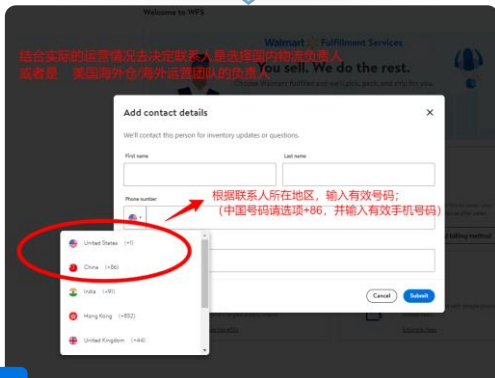 Welcome to WFS
Walmart Fulfillment Services
结合实际的运营情况去决定联系人是选择国内物流负责人
或者是 美国海外仓/海外运营团队的负责人
You sell. We do the rest.
Add contact details
We'll contact this person for inventory updates or questions.
First name
Last name
Phone number
根据联系人所在地区，输入有效号码；
（中国号码请选项+86，并输入有效手机号码）
United States (+1)
China (+86)
India (+91)
Hong Kong (+852)
United Kingdom (+44)
Cancel
Submit
billing method